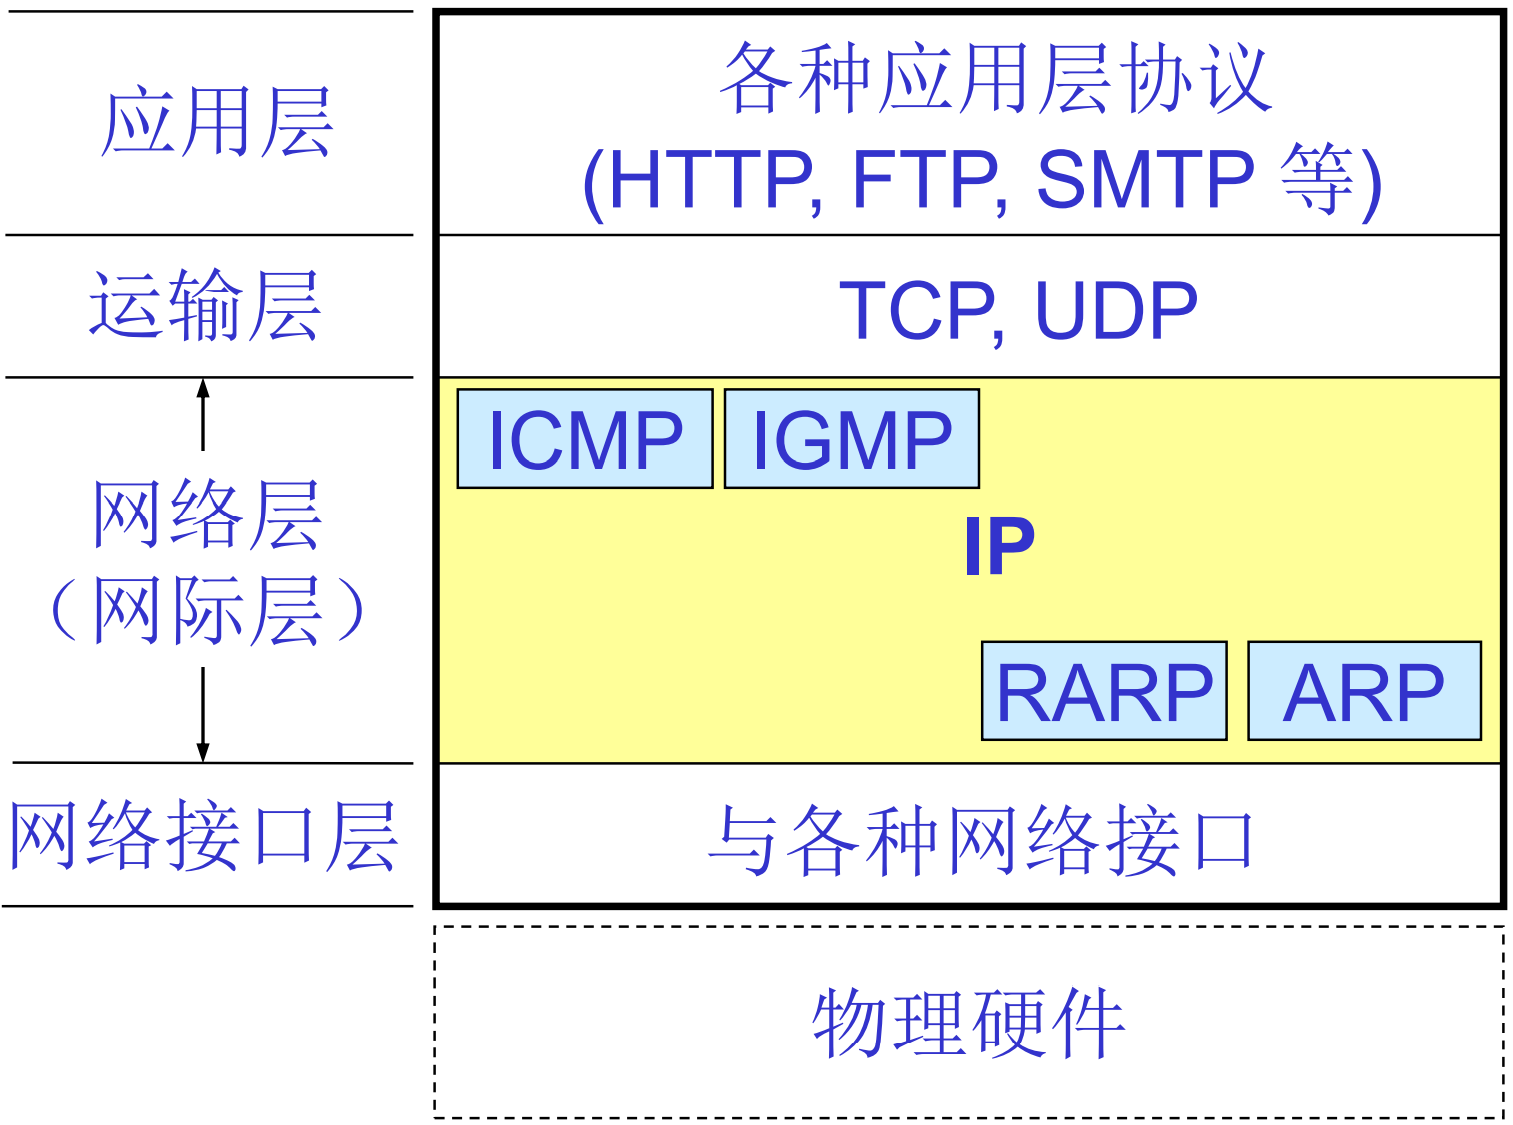 应用层
各种应用层协议
(HTTP, FTP, SMTP 等)
运输层
TCP, UDP
ICMP
IGMP
网络层
（网际层）
IP
RARP
ARP
网络接口层
与各种网络接口
物理硬件